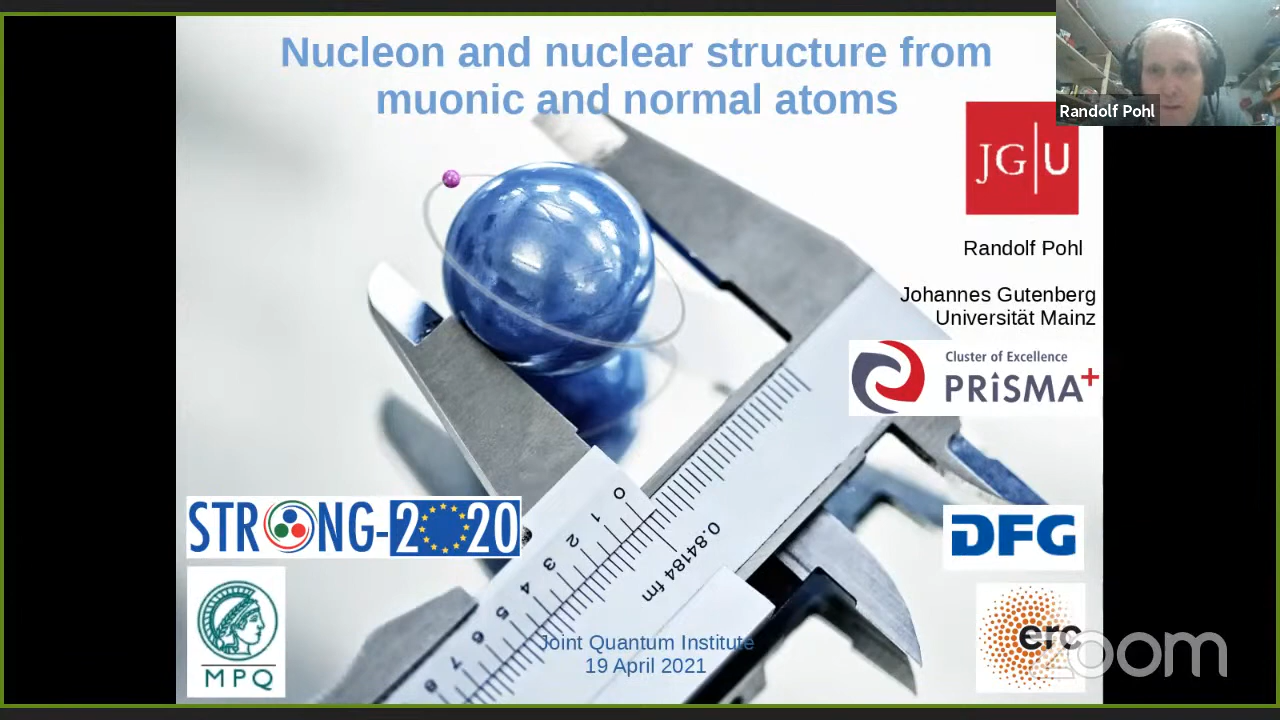 Nucleon and nuclear structure from
muonic and normal atoms
Randolf Pohl
JG|U
Randolf Pohl
Johannes Gutenberg
Universität Mainz
Cluster of Excellence
PRiSMA+
STRONG-2020
MPQ
0
1
2
3
4
5
6
7
8
0.84184 fm
Joint Quantum Institute
19 April 2021
DFG
erc
zoom